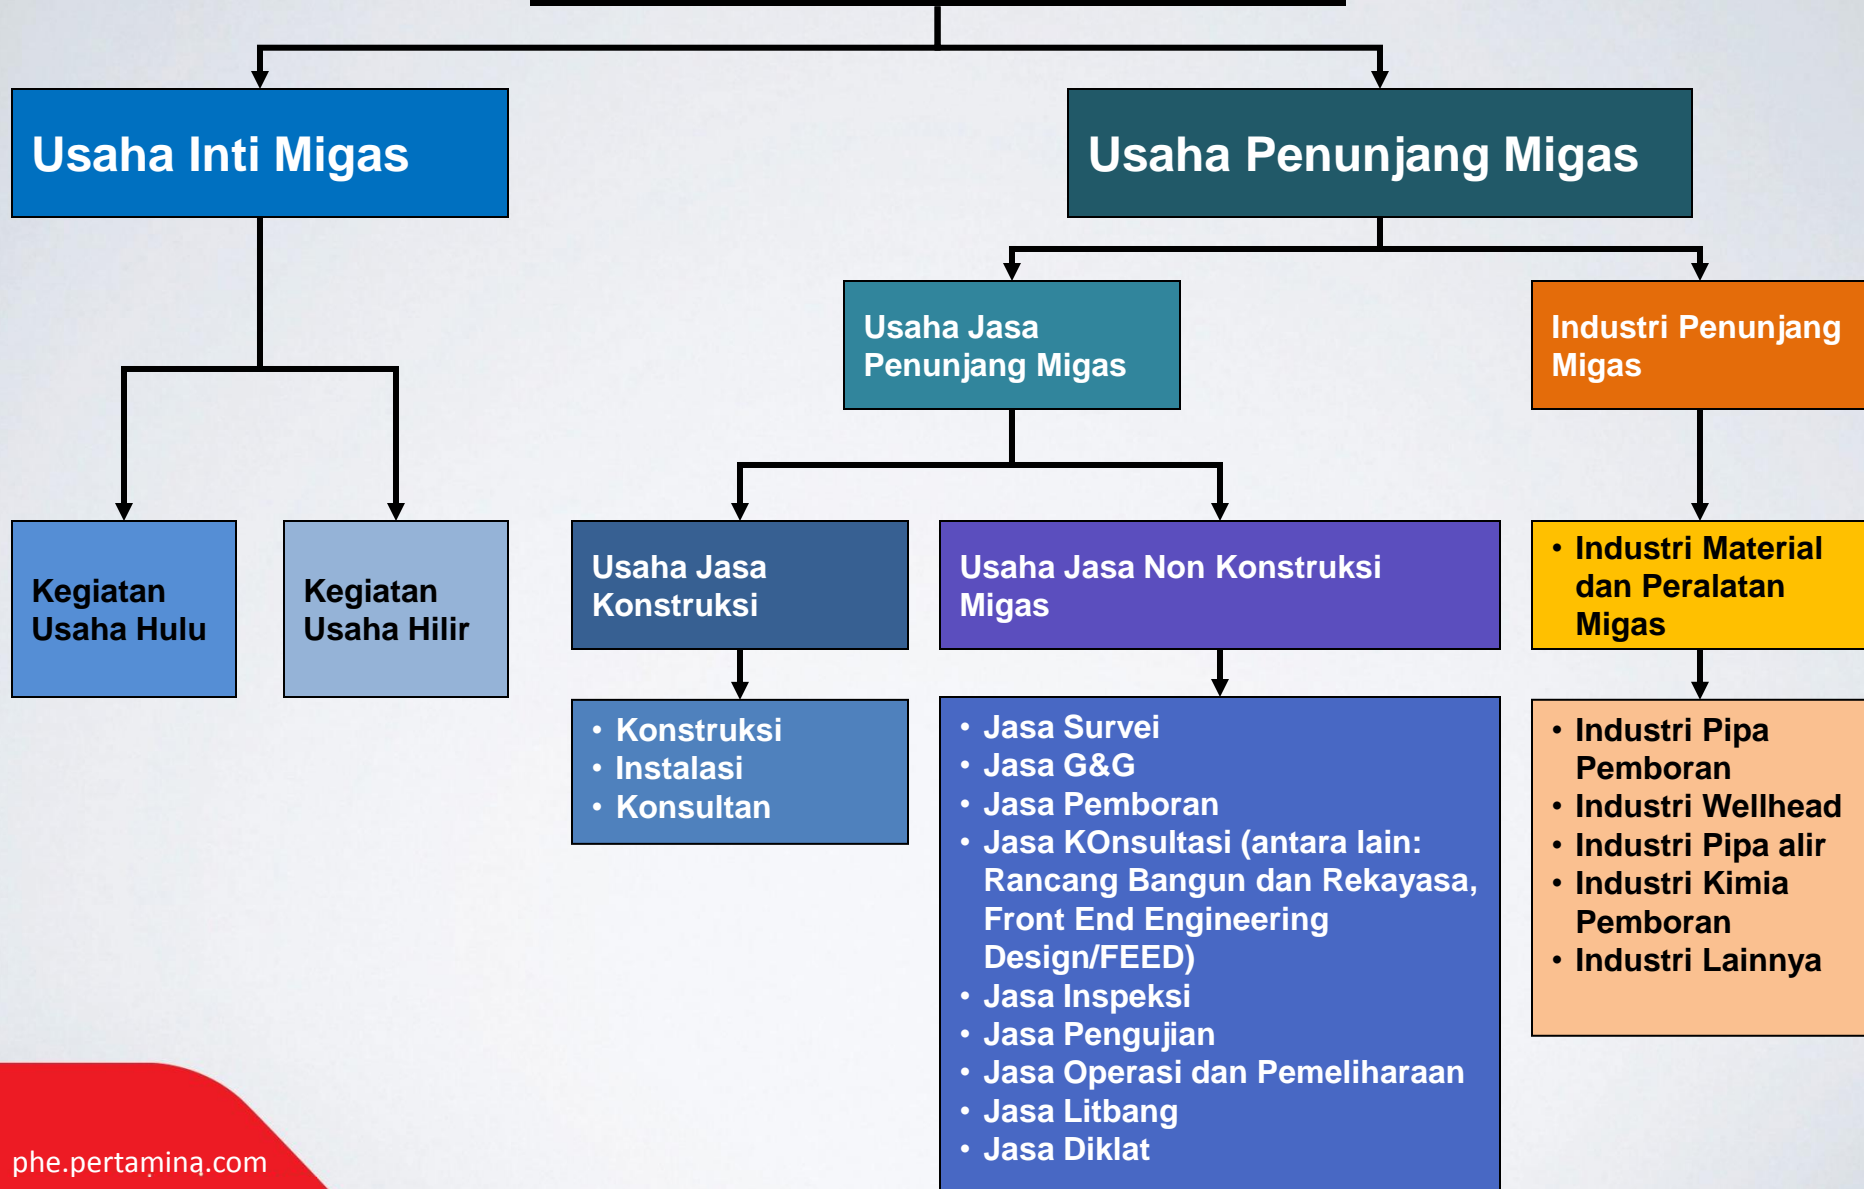 Usaha Inti Migas
Usaha Penunjang Migas
Usaha Jasa
Penunjang Migas
Industri Penunjang
Migas
Kegiatan
Usaha Hulu
Kegiatan
Usaha Hilir
Usaha Jasa
Konstruksi
Usaha Jasa Non Konstruksi
Migas
• Industri Material
dan Peralatan
Migas
• Konstruksi
• Instalasi
• Konsultan
• Jasa Survei
• Jasa G&G
• Jasa Pemboran
• Jasa KOnsultasi (antara lain:
Rancang Bangun dan Rekayasa,
Front End Engineering
Design/FEED)
• Jasa Inspeksi
• Jasa Pengujian
• Jasa Operasi dan Pemeliharaan
• Jasa Litbang
• Jasa Diklat
• Industri Pipa
Pemboran
• Industri Wellhead
• Industri Pipa alir
• Industri Kimia
Pemboran
• Industri Lainnya
phe.pertamina.com